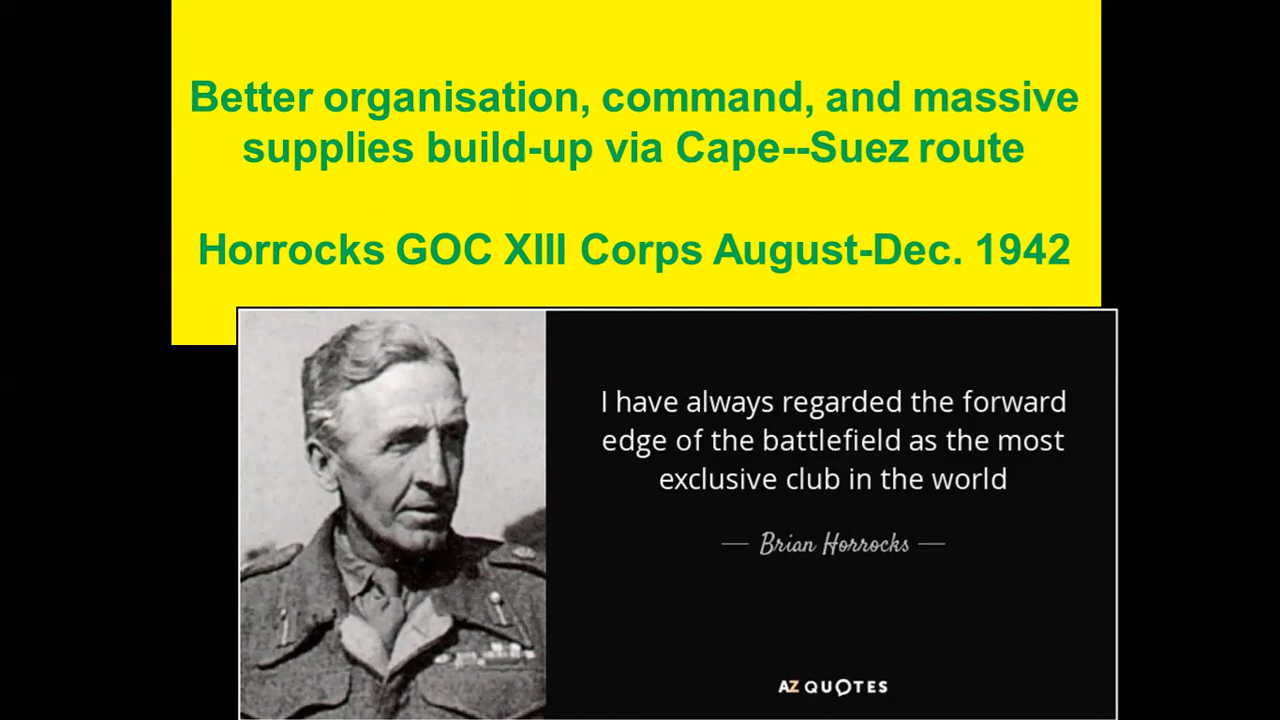 Better organisation, command, and massive
supplies build-up via Cape--Suez route
Horrocks GOC XIII Corps August-Dec. 1942
I have always regarded the forward
edge of the battlefield as the most
exclusive club in the world
— Brian Horrocks —
AZ QUOTES